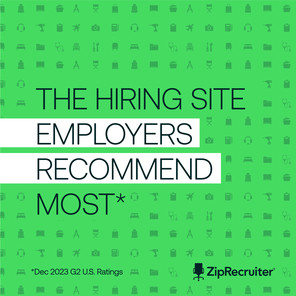 THE HIRING SITE
EMPLOYERS
RECOMMEND
MOST*
*Dec 2023 G2 U.S. Ratings
ZipRecruiter